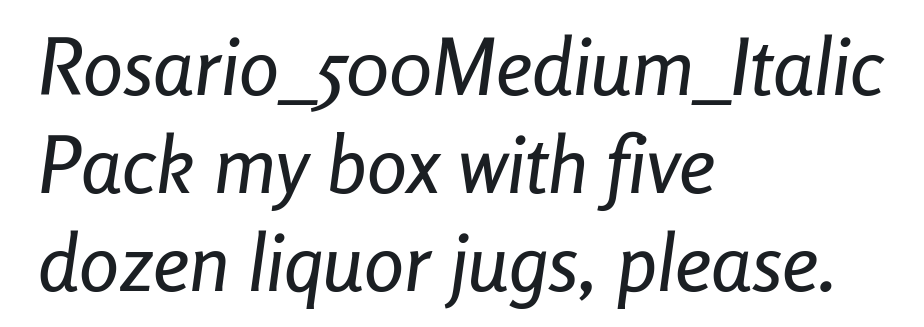 Rosario_500Medium_Italic
Pack my box with five
dozen liquor jugs, please.